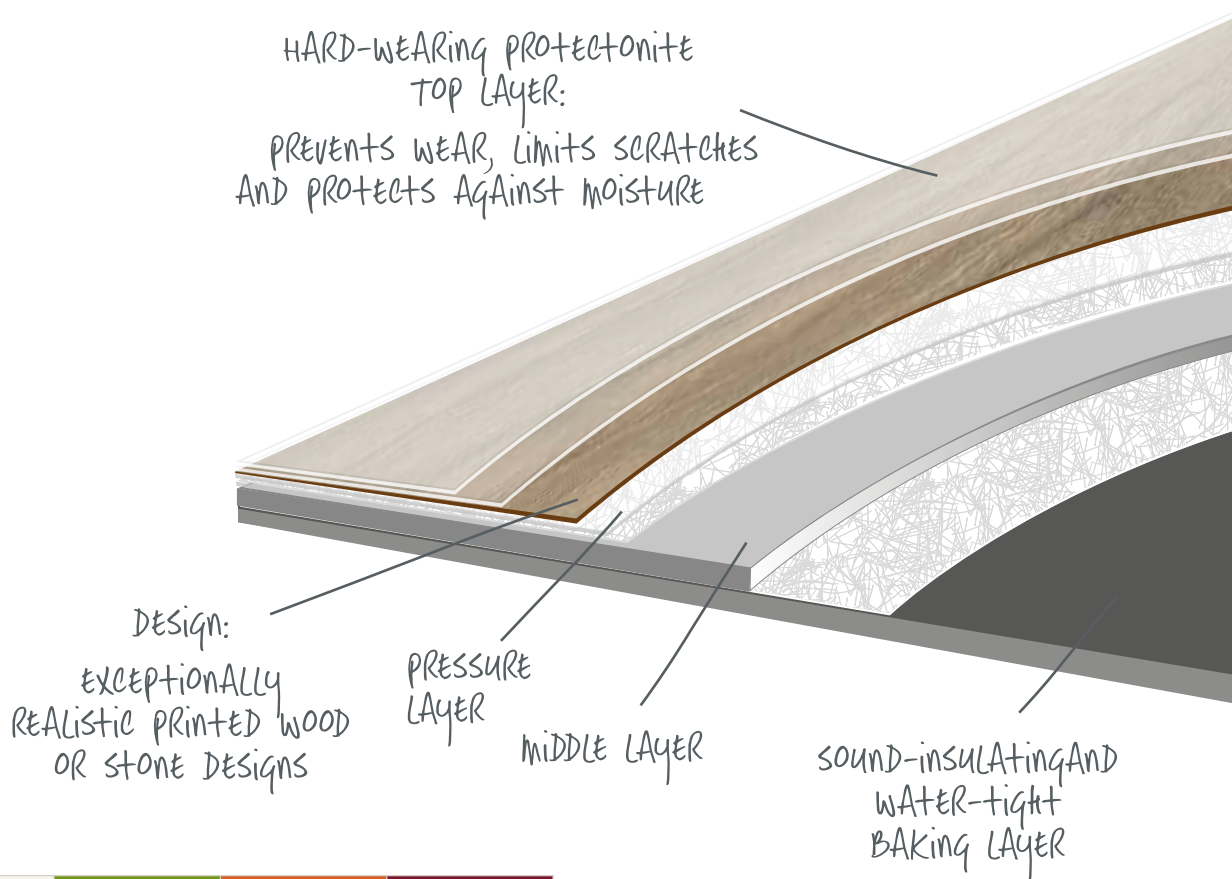 HARD-WEARING PROTECTONITE
TOP LAYER:
PREVENTS WEAR, LIMITS SCRATCHES
AND PROTECTS AGAINST MOISTURE
DESIGN:
EXCEPTIONALLY
REALISTIC PRINTED WOOD
OR STONE DESIGNS
PRESSURE
LAYER
MIDDLE LAYER
SOUND-INSULATINGAND
WATER-TIGHT
BAKING LAYER